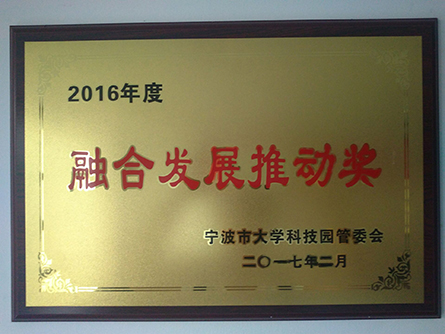 2016年度
融合发展推动奖
宁波市大学科技园管委会
二〇一七年二月